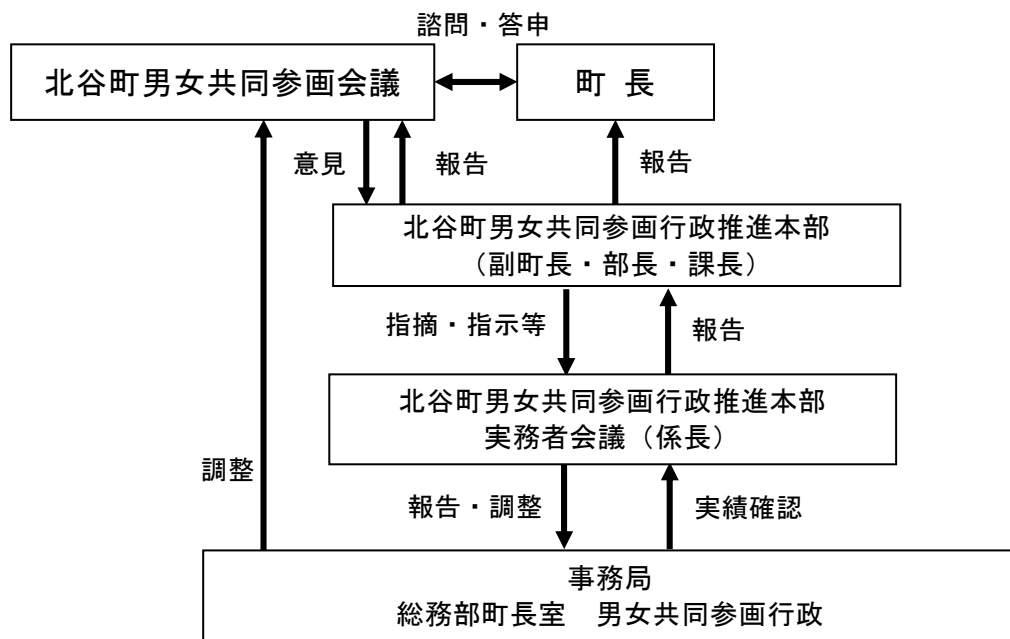 諮問・答申
北谷町男女共同参画会議
町 長
意見
報告
報告
北谷町男女共同参画行政推進本部
（副町長・部長・課長）
指摘・指示等
報告
北谷町男女共同参画行政推進本部
実務者会議（係長）
調整
報告・調整
実績確認
事務局
総務部町長室　男女共同参画行政